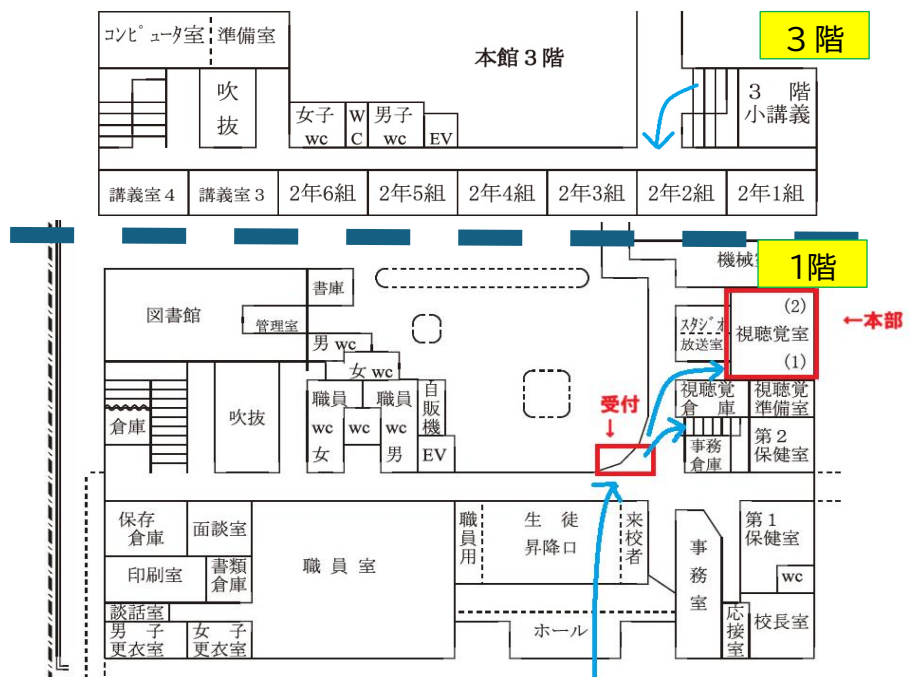 コンピュータ室
準備室
本館３階
３階
吹
抜
女子
wc
W
C
男子
wc
EV
３　階
小講義
講義室４
講義室３
2年6組
2年5組
2年4組
2年3組
2年2組
2年1組
1階
機械
書庫
図書館
管理室
男 wc
女 wc
スタジオ
放送室
(2)
視聴覚室
(1)
←本部
倉庫
吹抜
職員
wc
女
wc
職員
wc
男
自
販
機
EV
受付
↓
視聴覚
倉　庫
視聴覚
準備室
事務
倉庫
第２
保健室
保存
倉庫
面談室
印刷室
書類
倉庫
談話室
男　子
更衣室
女　子
更衣室
職 員 室
職
員
用
生　徒
昇降口
来
校
者
ホール
事
務
室
第１
保健室
wc
応
接
室
校長室